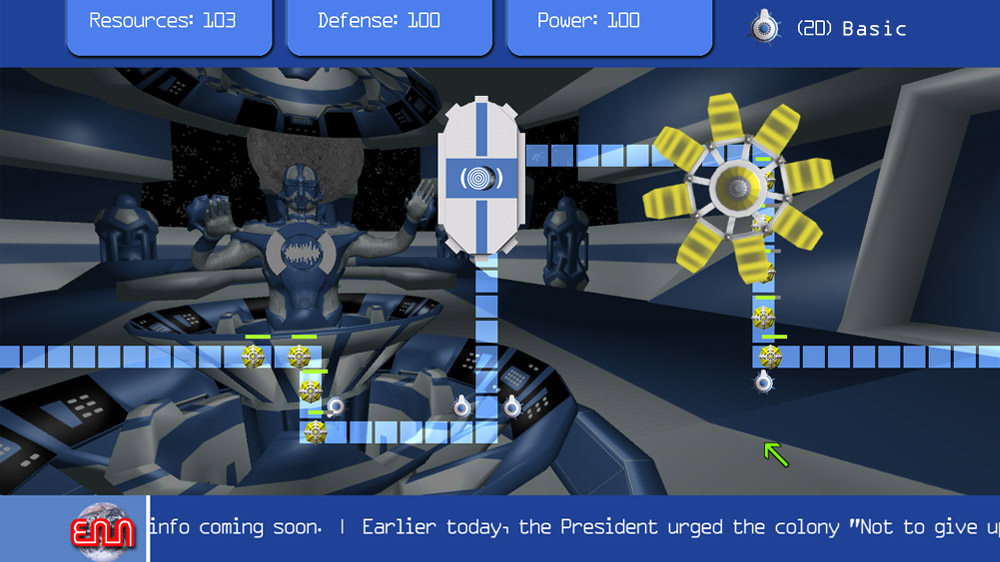 Resources: 103
Defense: 100
Power: 100
(20) Basic
ENN
info coming soon. | Earlier today, the President urged the colony "Not to give up